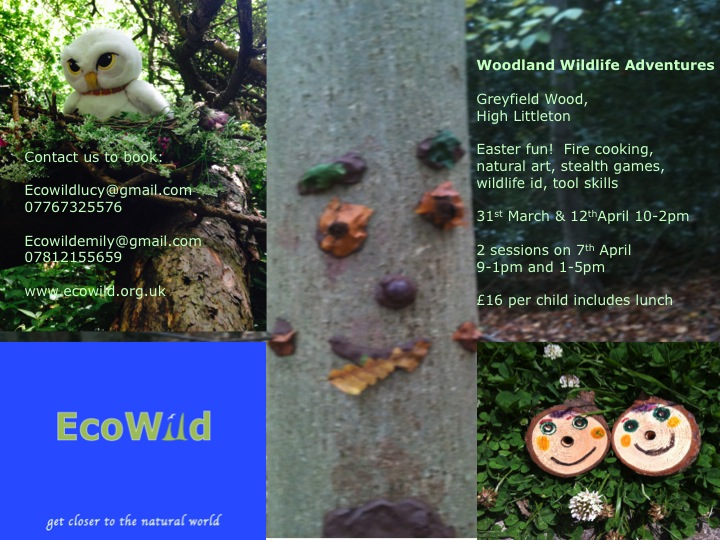 Contact us to book:
Ecowildlucy@gmail.com
07767325576
Ecowildemily@gmail.com
07812155659
www.ecowild.org.uk
EcoWild
get closer to the natural world
Woodland Wildlife Adventures
Greyfield Wood,
High Littleton
Easter fun!  Fire cooking,
natural art, stealth games,
wildlife id, tool skills
31st March & 12thApril 10-2pm
2 sessions on 7th April
9-1pm and 1-5pm
£16 per child includes lunch